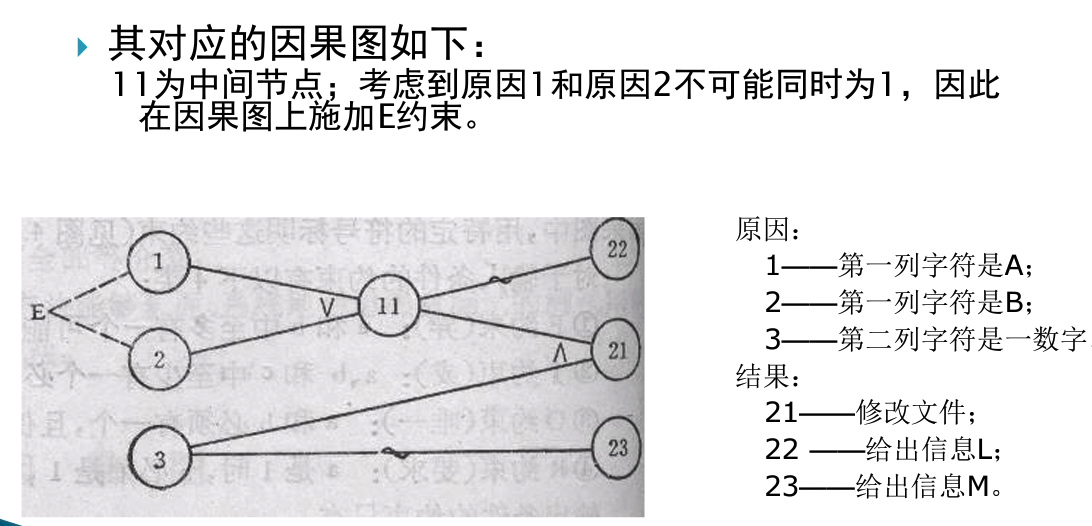 其对应的因果图如下：
11为中间节点；考虑到原因1和原因2不可能同时为1，因此
在因果图上施加E约束。
1
22
E
V
11
2
Λ
21
3
23
原因：
1——第一列字符是A；
2——第一列字符是B；
3——第二列字符是一数字
结果：
21——修改文件；
22 ——给出信息L；
23——给出信息M。